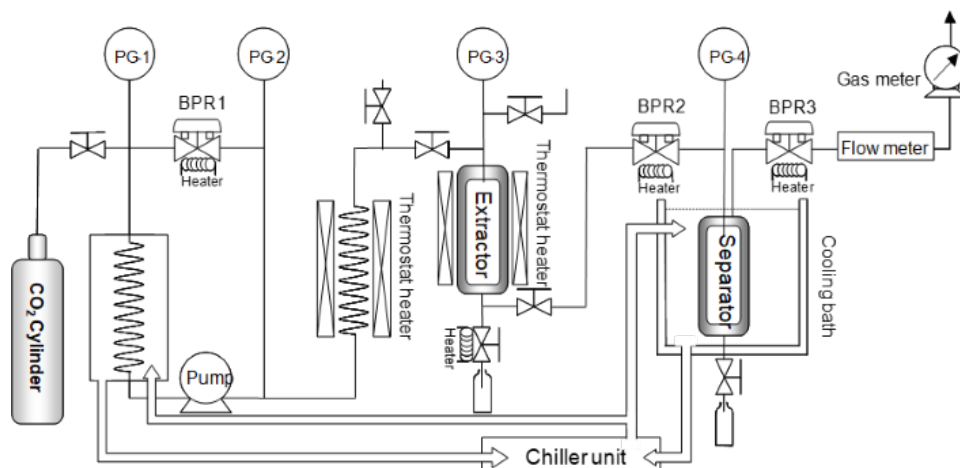 PG-1
PG-2
PG-3
PG-4
Gas meter
BPR1
BPR2
BPR3
Flow meter
Heater
Heater
Heater
Thermostat heater
Extractor
Thermostat heater
Separator
Cooling bath
CO₂ Cylinder
Heater
Pump
Chiller unit